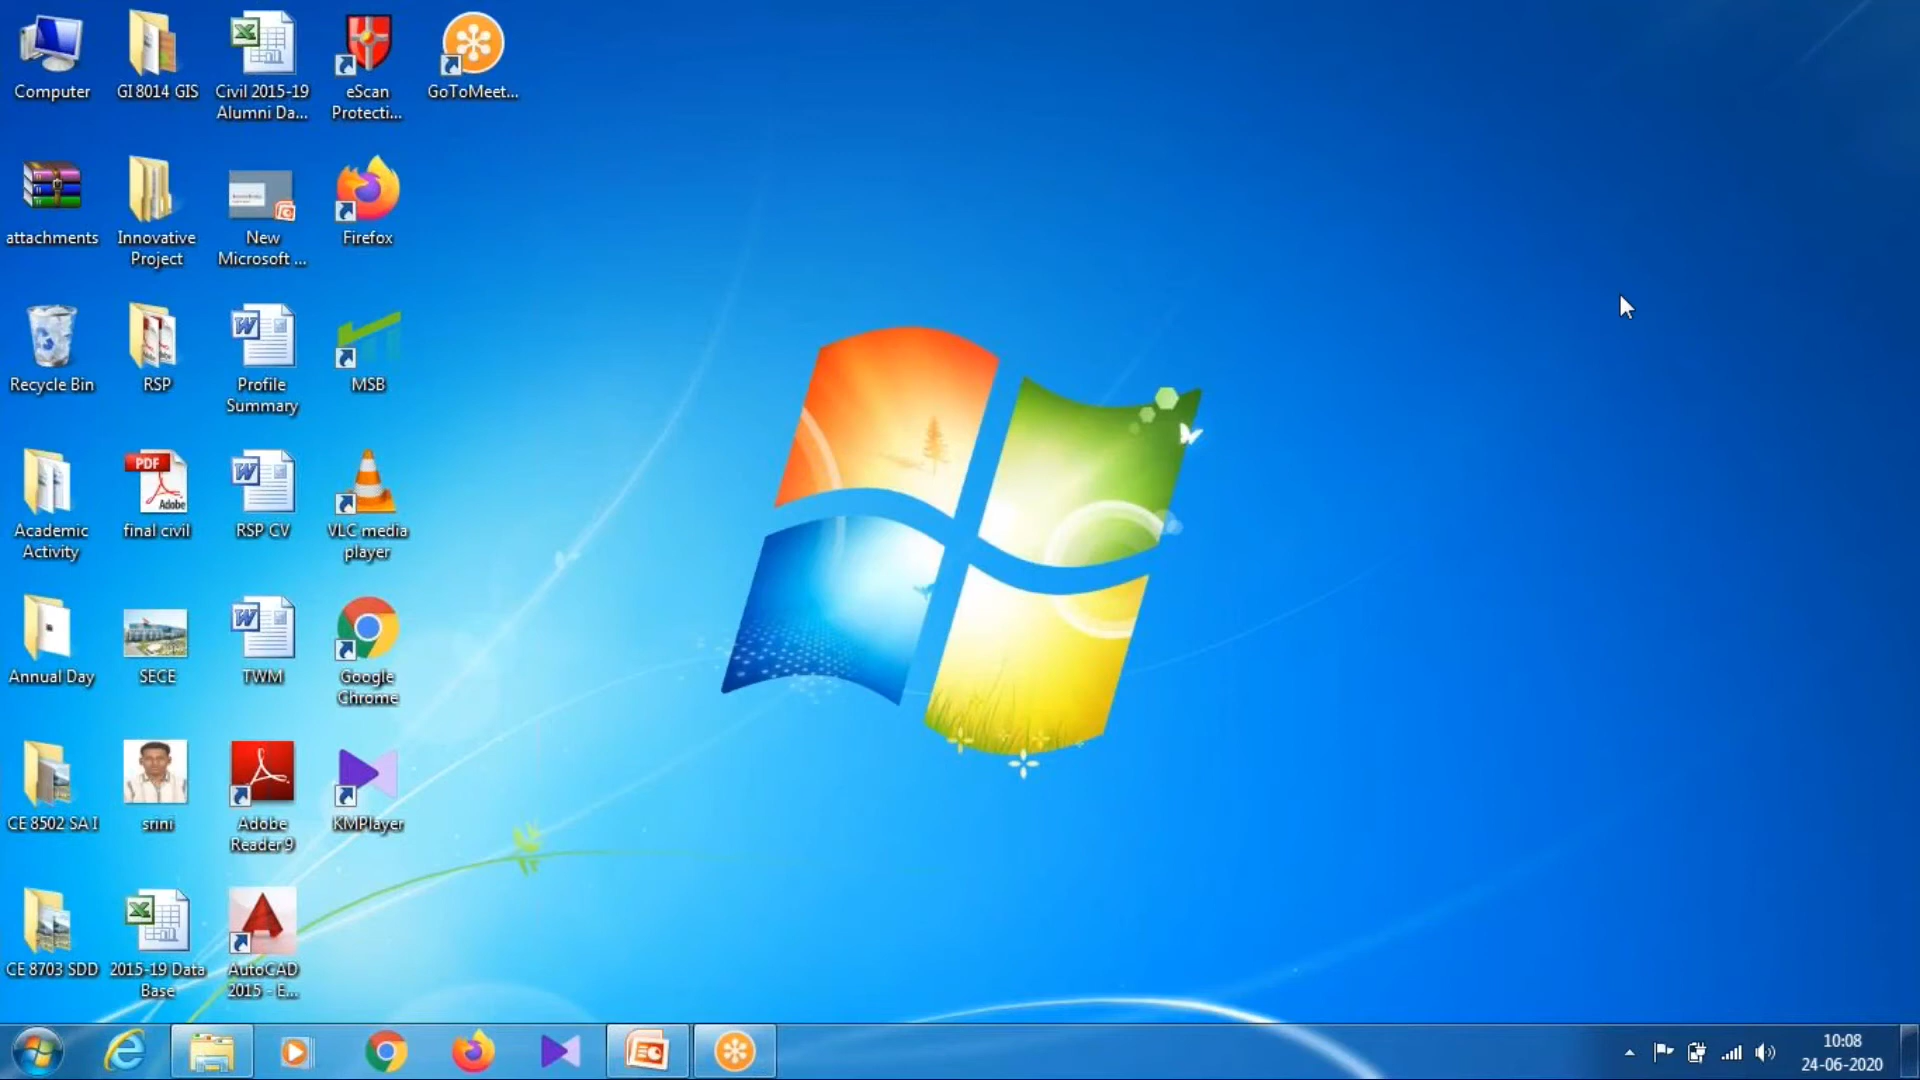 Computer
GI 8014 GIS
Civil 2015-19
Alumni Da...
eScan
Protecti...
GoToMeet...
attachments
Innovative
Project
New
Microsoft ...
Firefox
Recycle Bin
RSP
Profile
Summary
MSB
Academic
Activity
PDF
Adobe
final civil
RSP CV
VLC media
player
Annual Day
SECE
TWM
Google
Chrome
CE 8502 SA I
srini
Adobe
Reader 9
KMPlayer
CE 8703 SDD
2015-19 Data
Base
AutoCAD
2015 - E...
10:08
24-06-2020